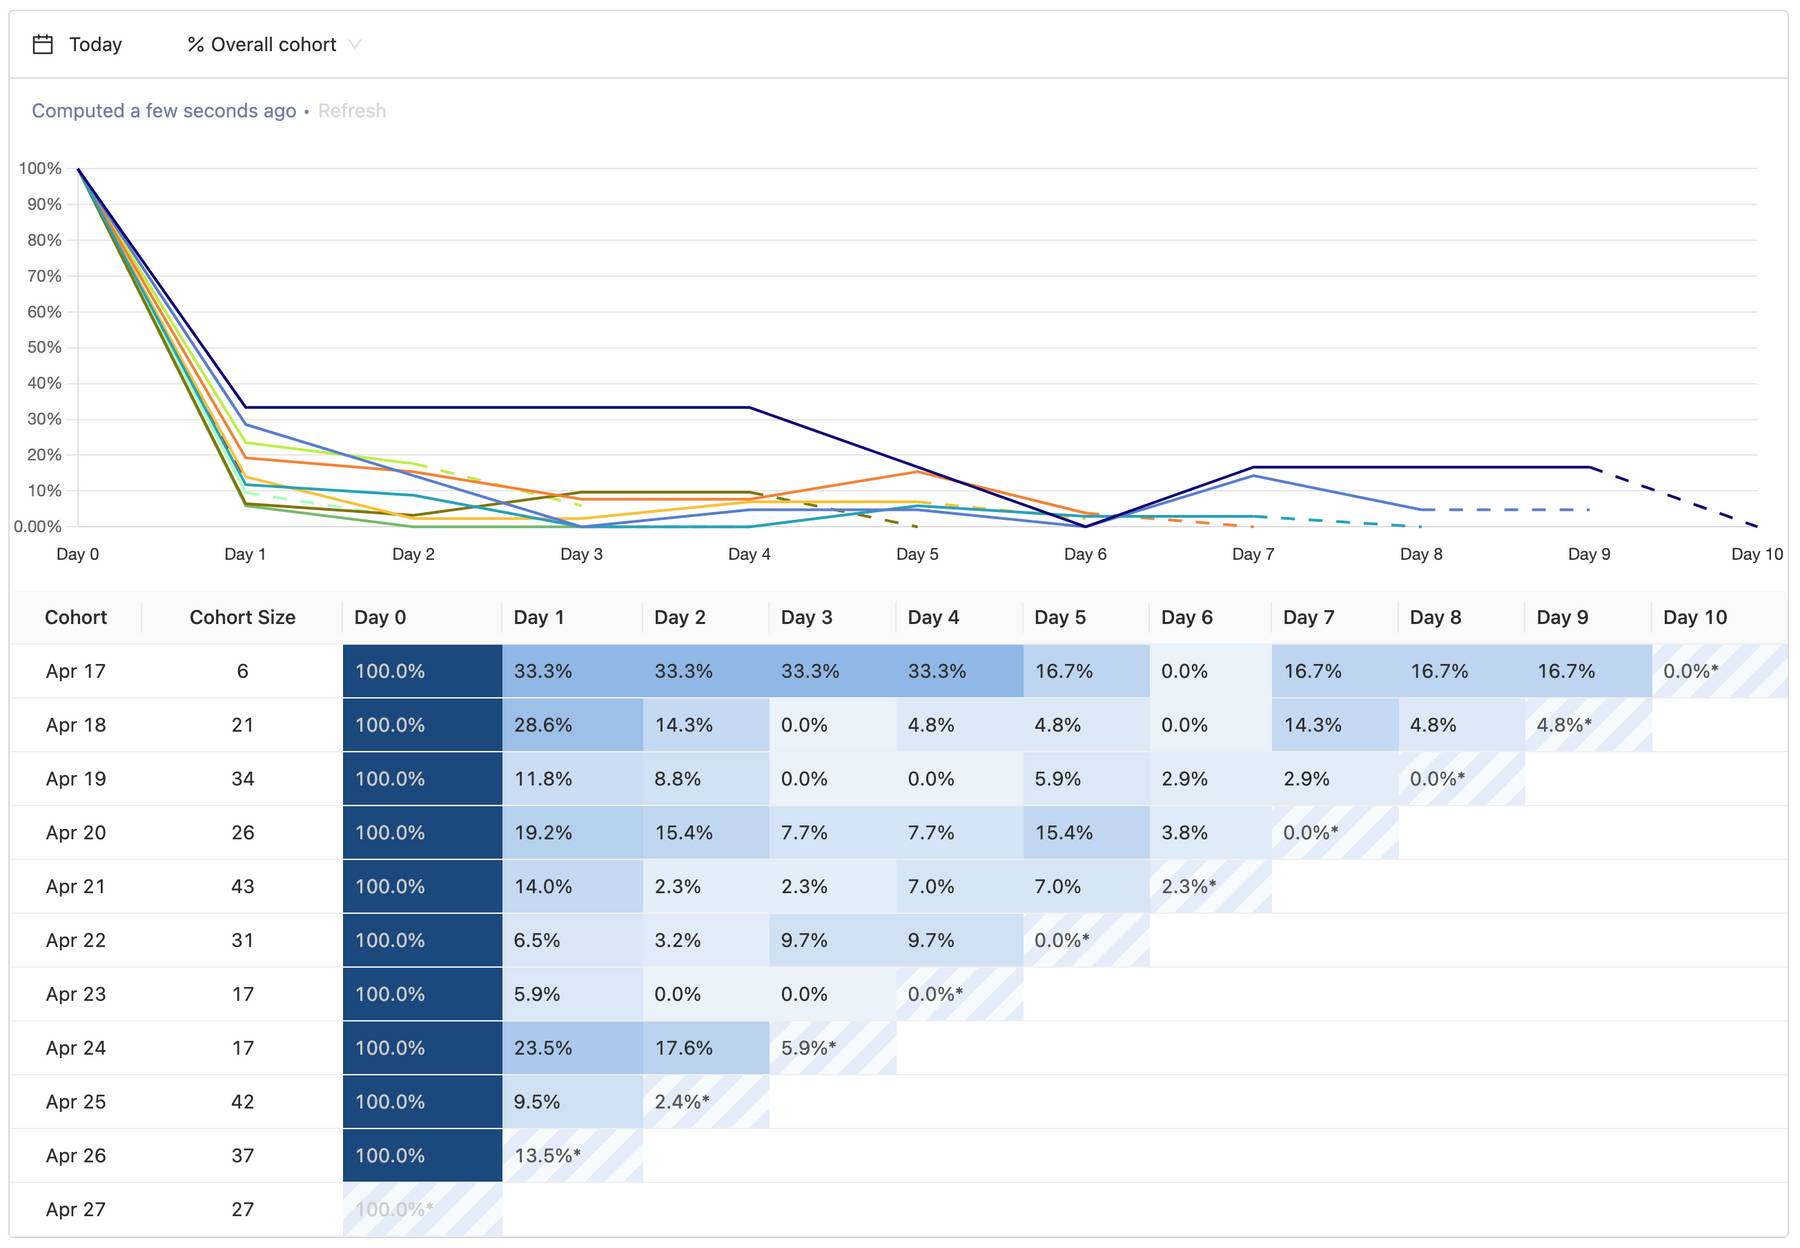 Today % Overall cohort
Computed a few seconds ago • Refresh
100%
90%
80%
70%
60%
50%
40%
30%
20%
10%
0.00%
Day 0 Day 1 Day 2 Day 3 Day 4 Day 5 Day 6 Day 7 Day 8 Day 9 Day 10
Cohort Cohort Size Day 0 Day 1 Day 2 Day 3 Day 4 Day 5 Day 6 Day 7 Day 8 Day 9 Day 10
Apr 17 6 100.0% 33.3% 33.3% 33.3% 33.3% 16.7% 0.0% 16.7% 16.7% 16.7% 0.0%*
Apr 18 21 100.0% 28.6% 14.3% 0.0% 4.8% 4.8% 0.0% 14.3% 4.8% 4.8%*
Apr 19 34 100.0% 11.8% 8.8% 0.0% 0.0% 5.9% 2.9% 2.9% 0.0%*
Apr 20 26 100.0% 19.2% 15.4% 7.7% 7.7% 15.4% 3.8% 0.0%*
Apr 21 43 100.0% 14.0% 2.3% 2.3% 7.0% 7.0% 2.3%*
Apr 22 31 100.0% 6.5% 3.2% 9.7% 9.7% 0.0%*
Apr 23 17 100.0% 5.9% 0.0% 0.0% 0.0%*
Apr 24 17 100.0% 23.5% 17.6% 5.9%*
Apr 25 42 100.0% 9.5% 2.4%*
Apr 26 37 100.0% 13.5%*
Apr 27 27 100.0%*